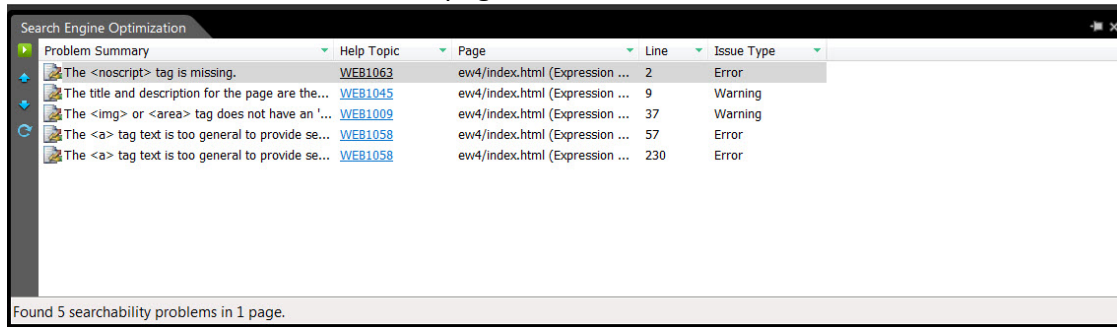 Search Engine Optimization
Problem Summary Help Topic Page Line Issue Type
The <noscript> tag is missing. WEB1063 ew4/index.html (Expression ... 2 Error
The title and description for the page are the... WEB1045 ew4/index.html (Expression ... 9 Warning
The <img> or <area> tag does not have an '... WEB1009 ew4/index.html (Expression ... 37 Warning
The <a> tag text is too general to provide se... WEB1058 ew4/index.html (Expression ... 57 Error
The <a> tag text is too general to provide se... WEB1058 ew4/index.html (Expression ... 230 Error
Found 5 searchability problems in 1 page.